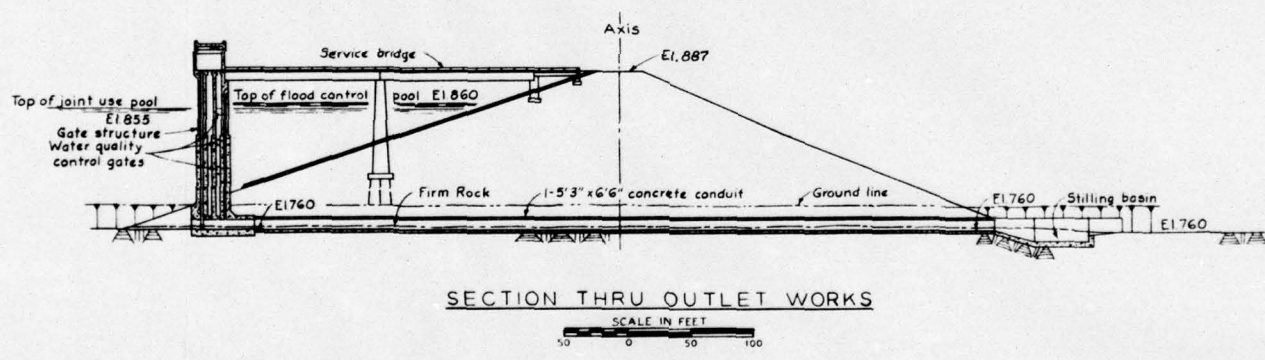 Axis
Service bridge
El.887
Top of joint use pool
Top of flood control pool El.860
El.855
Gate structure
Water quality
control gates
Firm Rock
1-5'3" x 6'6" concrete conduit
Ground line
El.760
El.760
Stilling basin
El.760
SECTION THRU OUTLET WORKS
SCALE IN FEET
50 0 50 100